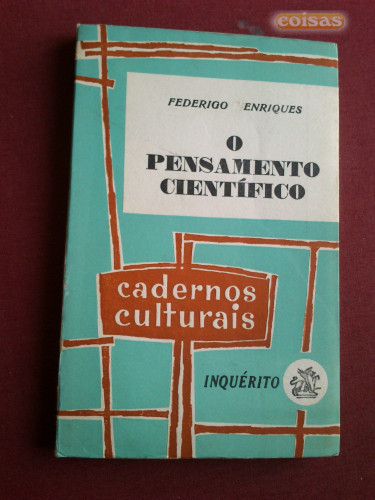 coisas
FEDERIGO ENRIQUES
O
PENSAMENTO
CIENTÍFICO
cadernos
culturais
INQUÉRITO